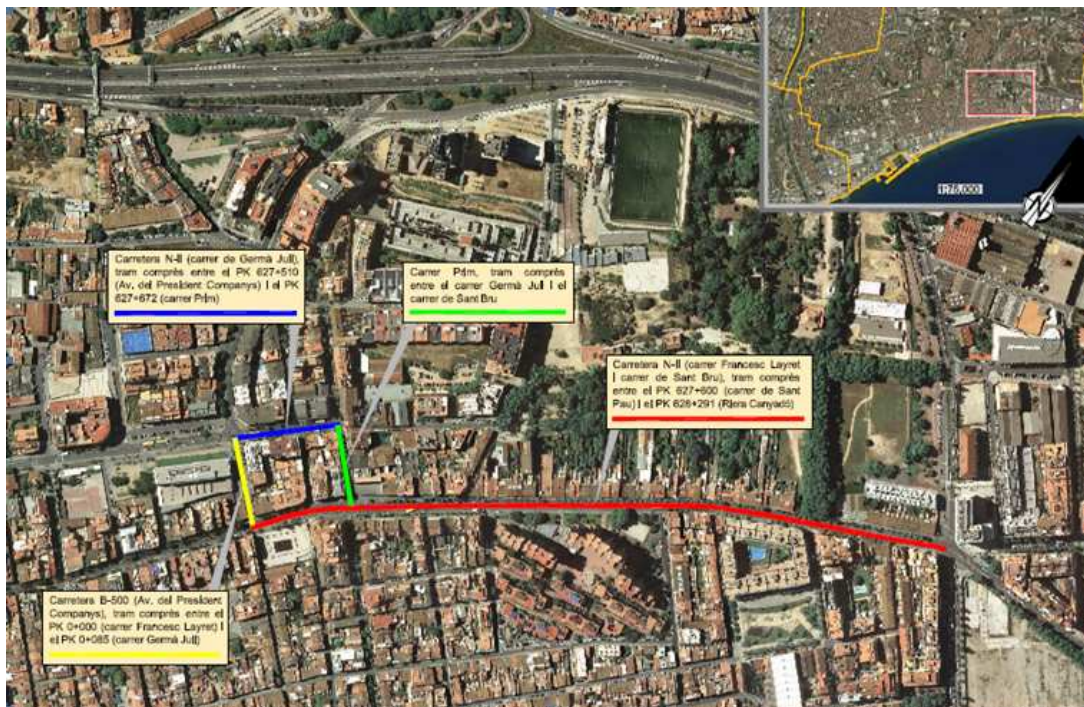 1:75,000
Carretera N-II (carrer de Germà Julí),
tram comprès entre el PK 627+510
(Av. del President Companys) i el PK
627+672 (carrer Prim)
Carrer Prim, tram comprès
entre el carrer Germà Julí i el
carrer de Sant Bru
Carretera N-II (carrer Francesc Layret
i carrer de Sant Bru), tram comprès
entre el PK 627+600 (carrer de Sant
Pau) i el PK 628+291 (Riera Canyadó)
Carretera B-500 (Av. del President
Companys), tram comprès entre el
PK 0+000 (carrer Francesc Layret) i
el PK 0+085 (carrer Germà Julí)